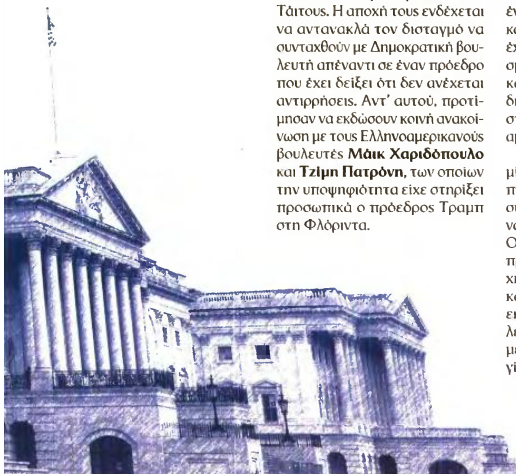 Τάιτους. Η αποχή τους ενδέχεται
να αντανακλά τον δισταγμό να
συνταχθούν με Δημοκρατική βου-
λευτή απέναντι σε έναν πρόεδρο
που έχει δείξει ότι δεν ανέχεται
αντιρρήσεις. Αντ' αυτού, προτί-
μησαν να εκδώσουν κοινή ανακοί-
νωση με τους Ελληνοαμερικανούς
βουλευτές Μάικ Χαριδόπουλο
και Τζίμη Πατρόνη, των οποίων
την υποψηφιότητα είχε στηρίξει
προσωπικά ο πρόεδρος Τραμπ
στη Φλόριντα.